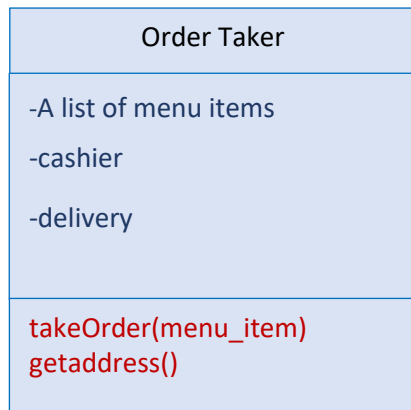 Order Taker
-A list of menu items
-cashier
-delivery
takeOrder(menu_item)
getaddress()